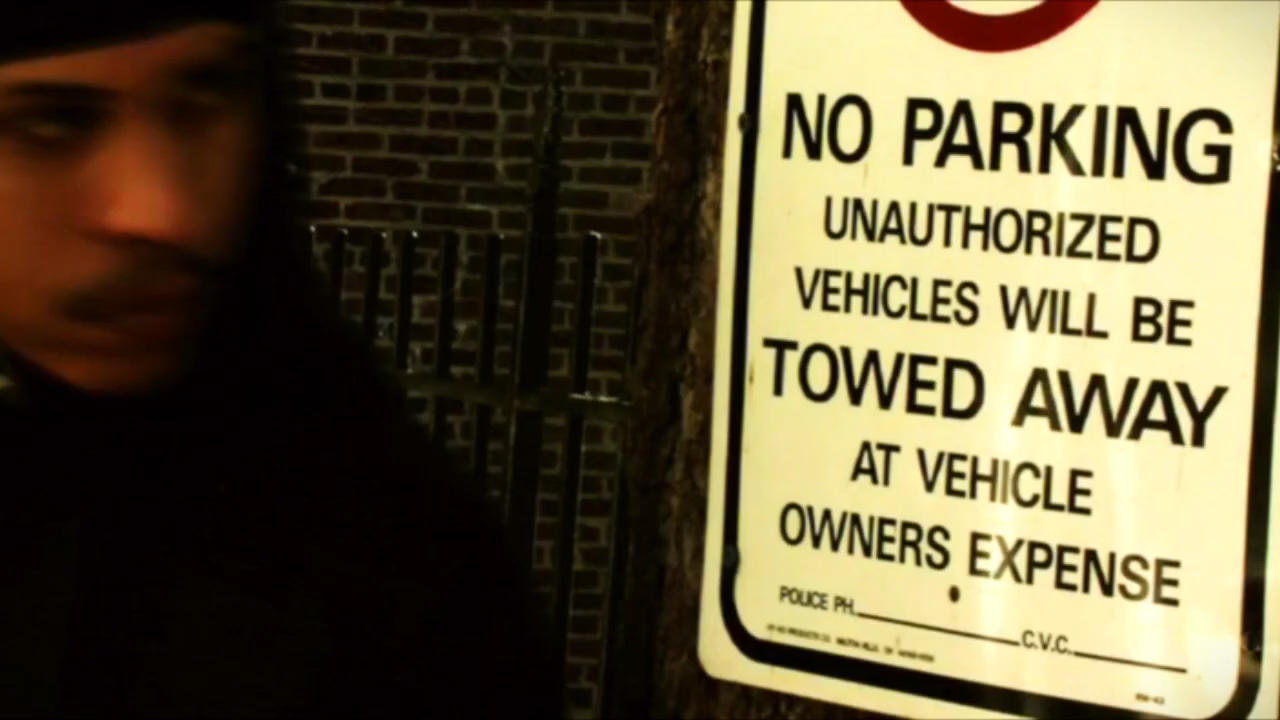 NO PARKING
UNAUTHORIZED
VEHICLES WILL BE
TOWED AWAY
AT VEHICLE
OWNERS EXPENSE
POLICE PH. C.V.C.